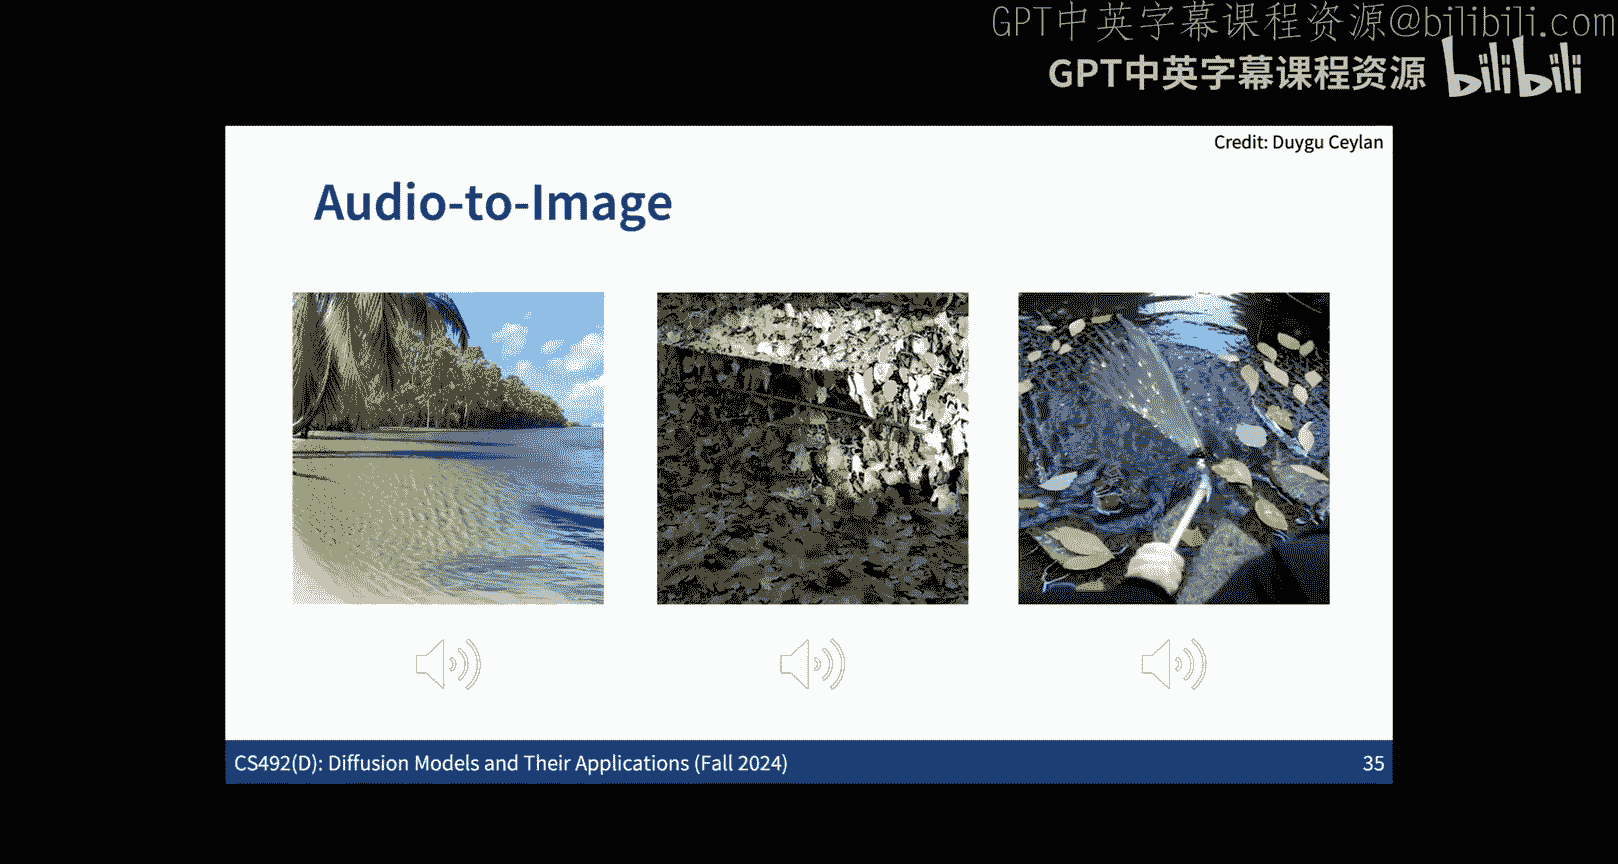 GPT中英字幕课程资源@bilibili.com
GPT中英字幕课程资源 bilibili
Credit: Duygu Ceylan
Audio-to-Image
CS492(D): Diffusion Models and Their Applications (Fall 2024)
35